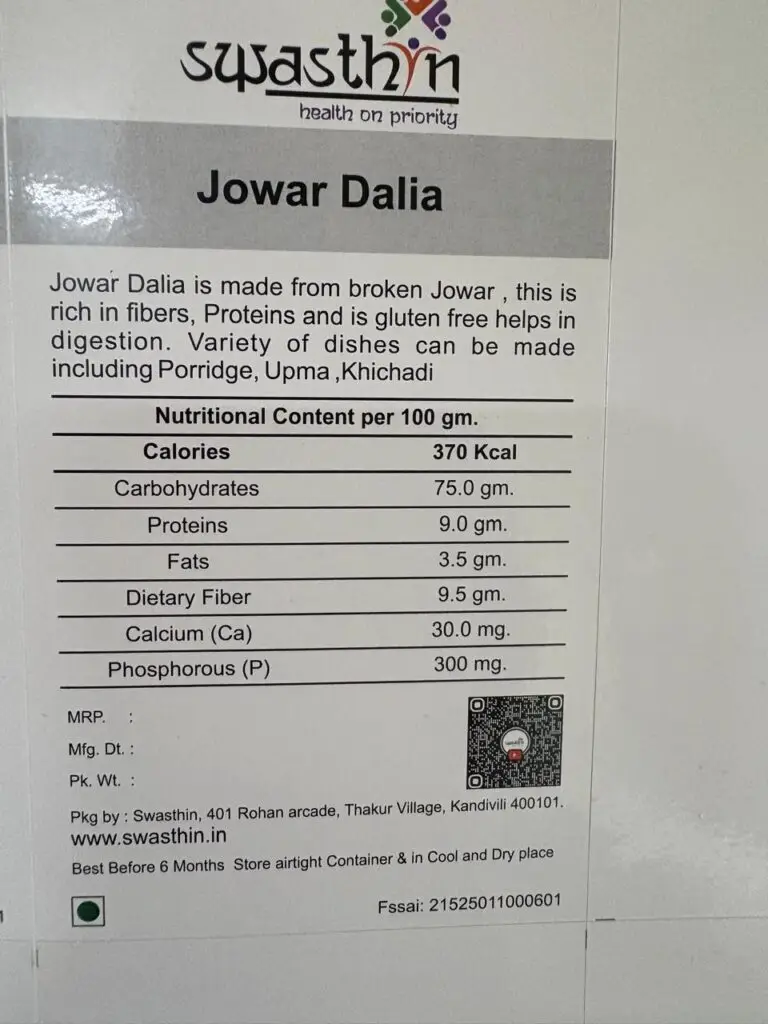 swasthin
health on priority
Jowar Dalia
Jowar Dalia is made from broken Jowar , this is
rich in fibers, Proteins and is gluten free helps in
digestion. Variety of dishes can be made
including Porridge, Upma ,Khichadi
Nutritional Content per 100 gm.
Calories 370 Kcal
Carbohydrates 75.0 gm.
Proteins 9.0 gm.
Fats 3.5 gm.
Dietary Fiber 9.5 gm.
Calcium (Ca) 30.0 mg.
Phosphorous (P) 300 mg.
MRP. :
Mfg. Dt. :
Pk. Wt. :
Pkg by : Swasthin, 401 Rohan arcade, Thakur Village, Kandivili 400101.
www.swasthin.in
Best Before 6 Months Store airtight Container & in Cool and Dry place
Fssai: 21525011000601